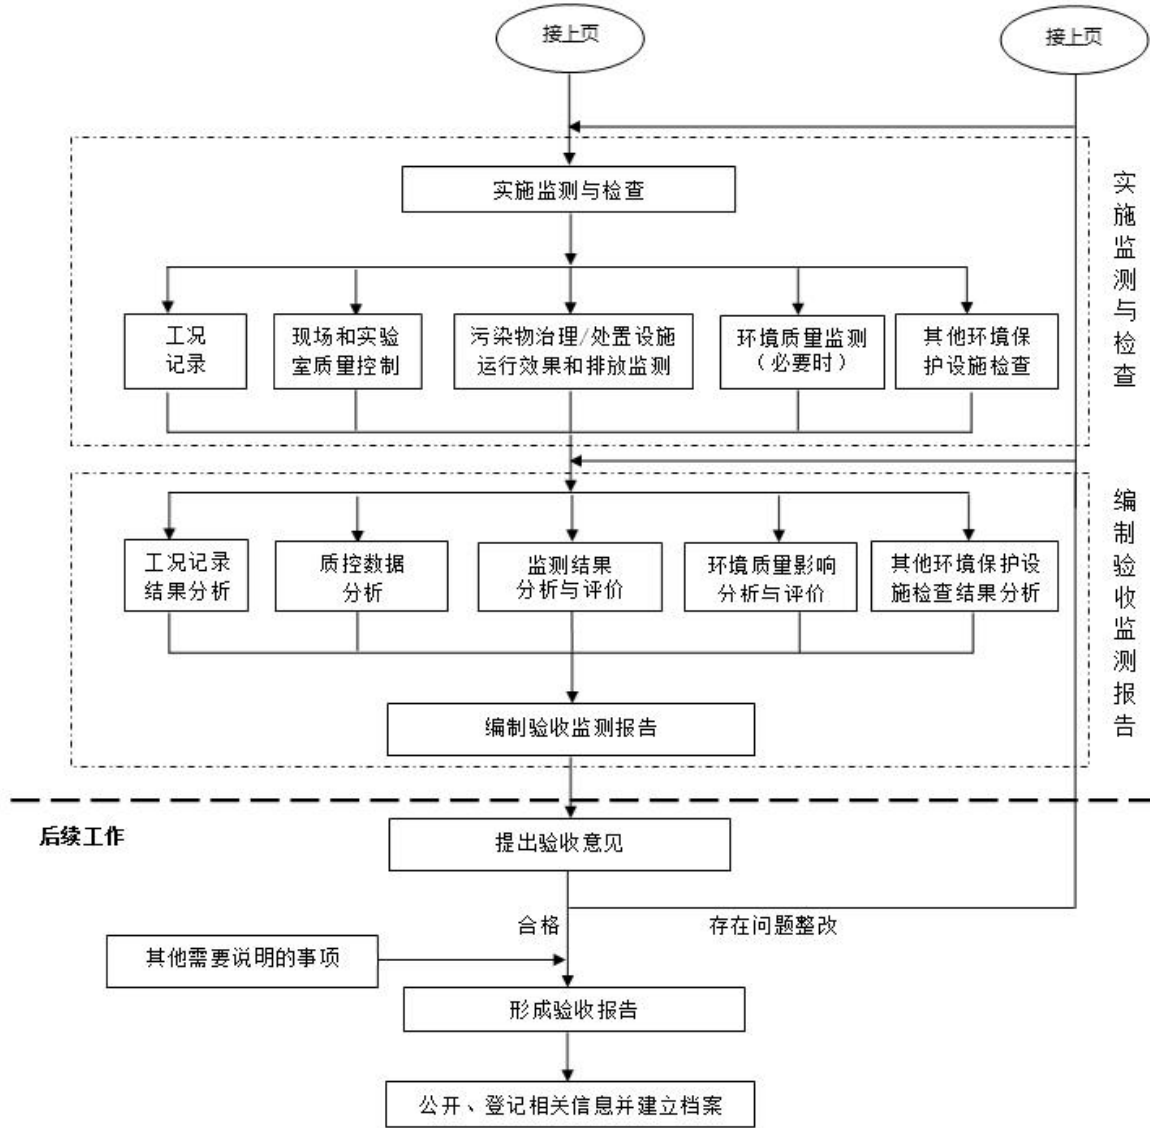 接上页
接上页
实施监测与检查
实施监测与检查
工况
记录
现场和实验
室质量控制
污染物治理/处置设施
运行效果和排放监测
环境质量监测
（必要时）
其他环境保
护设施检查
编制验收监测报告
工况记录
结果分析
质控数据
分析
监测结果
分析与评价
环境质量影响
分析与评价
其他环境保护设
施检查结果分析
编制验收监测报告
后续工作
提出验收意见
合格
存在问题整改
其他需要说明的事项
形成验收报告
公开、登记相关信息并建立档案